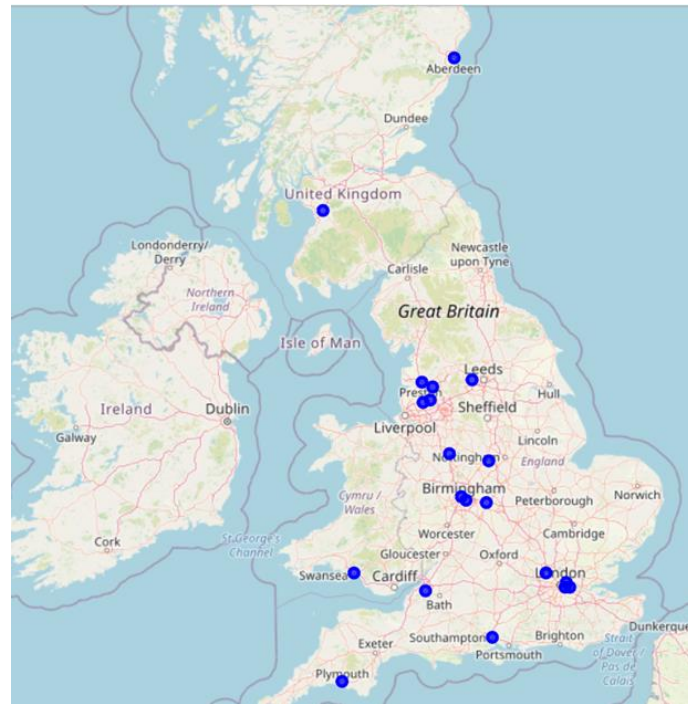 Aberdeen
Dundee
United Kingdom
Londonderry/
Derry
Newcastle
upon Tyne
Carlisle
Northern
Ireland
Great Britain
Isle of Man
Leeds
Ireland
Dublin
Hull
Galway
Liverpool
Sheffield
Lincoln
England
Cymru /
Wales
Birmingham
Peterborough
Norwich
Cork
St George's
Channel
Worcester
Cambridge
Gloucester
Oxford
Swansea
Cardiff
London
Bath
Southampton
Brighton
Strait
of Dover /
Pas de
Calais
Dunkerque
Exeter
Portsmouth
Plymouth